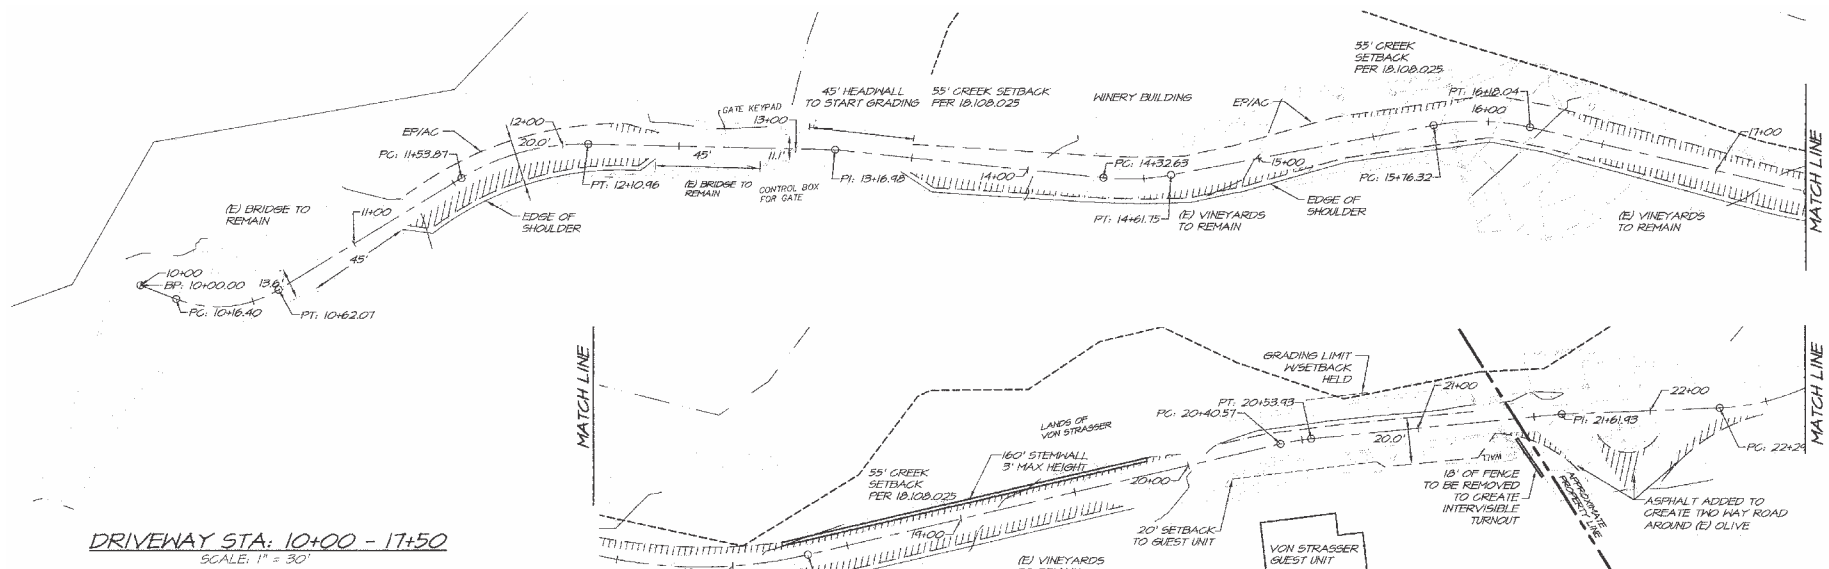 55' CREEK
SETBACK
PER 18.108.025
45' HEADWALL
TO START GRADING
55' CREEK SETBACK
PER 18.108.025
WINERY BUILDING
EP/AC
PT: 16+18.04
16+00
GATE KEYPAD
13+00
12+00
EP/AC
20.0'
17+00
PC: 11+53.87
45'
11.1'
PC: 14+32.63
15+00
PT: 12+10.96
(E) BRIDGE TO
REMAIN
CONTROL BOX
FOR GATE
PI: 13+16.98
14+00
PC: 15+76.32
(E) BRIDGE TO
REMAIN
11+00
EDGE OF
SHOULDER
PT: 14+61.75
(E) VINEYARDS
TO REMAIN
EDGE OF
SHOULDER
(E) VINEYARDS
TO REMAIN
MATCH LINE
45'
10+00
BP: 10+00.00
13.6'
PC: 10+16.40
PT: 10+62.07
MATCH LINE
GRADING LIMIT
W/SETBACK
HELD
21+00
22+00
MATCH LINE
PT: 20+53.93
PC: 20+40.57
PI: 21+61.93
LANDS OF
VON STRASSER
20.0'
PC: 22+29
160' STEMWALL
3' MAX HEIGHT
WALL
55' CREEK
SETBACK
PER 18.108.025
20+00
18' OF FENCE
TO BE REMOVED
TO CREATE
INTERVISIBLE
TURNOUT
APPROXIMATE
PROPERTY LINE
ASPHALT ADDED TO
CREATE TWO WAY ROAD
AROUND (E) OLIVE
20' SETBACK
TO GUEST UNIT
19+00
VON STRASSER
GUEST UNIT
(E) VINEYARDS
DRIVEWAY STA: 10+00 - 17+50
SCALE: 1" = 30'